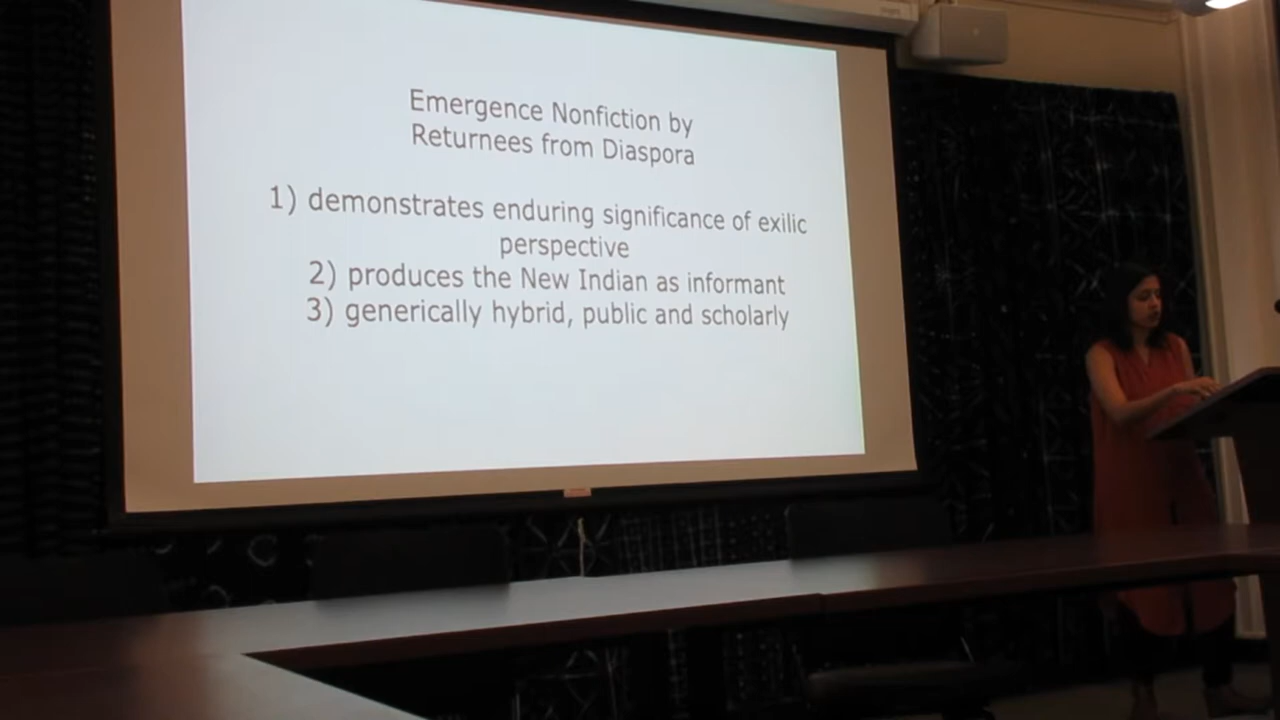 Emergence Nonfiction by
Returnees from Diaspora
1) demonstrates enduring significance of exilic
perspective
2) produces the New Indian as informant
3) generically hybrid, public and scholarly